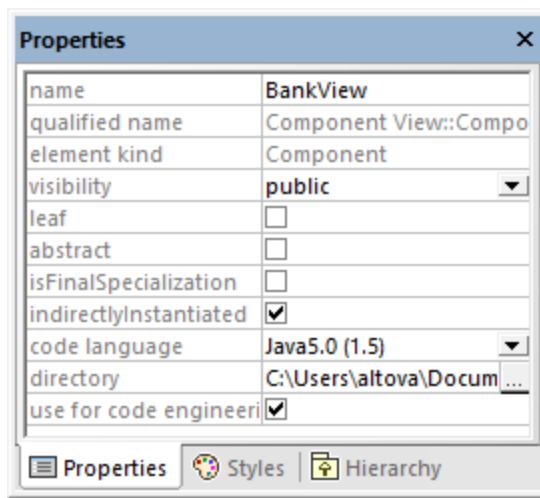 Properties
name BankView
qualified name Component View::Compo
element kind Component
visibility public
leaf
abstract
isFinalSpecialization
indirectlyInstantiated
code language Java5.0 (1.5)
directory C:\Users\altova\Docum ...
use for code engineeri
Properties Styles Hierarchy